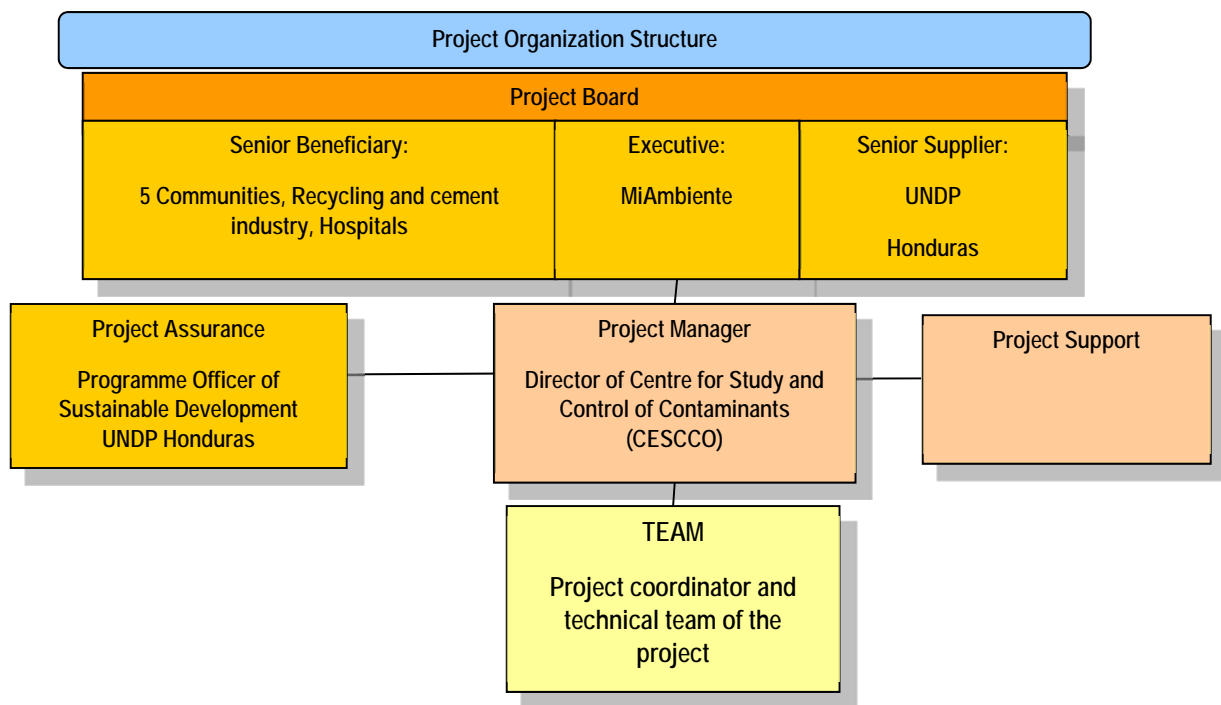 Project Organization Structure
Project Board
Senior Beneficiary:
5 Communities, Recycling and cement
industry, Hospitals
Executive:
MiAmbiente
Senior Supplier:
UNDP
Honduras
Project Assurance
Programme Officer of
Sustainable Development
UNDP Honduras
Project Manager
Director of Centre for Study and
Control of Contaminants
(CESCCO)
Project Support
TEAM
Project coordinator and
technical team of the
project